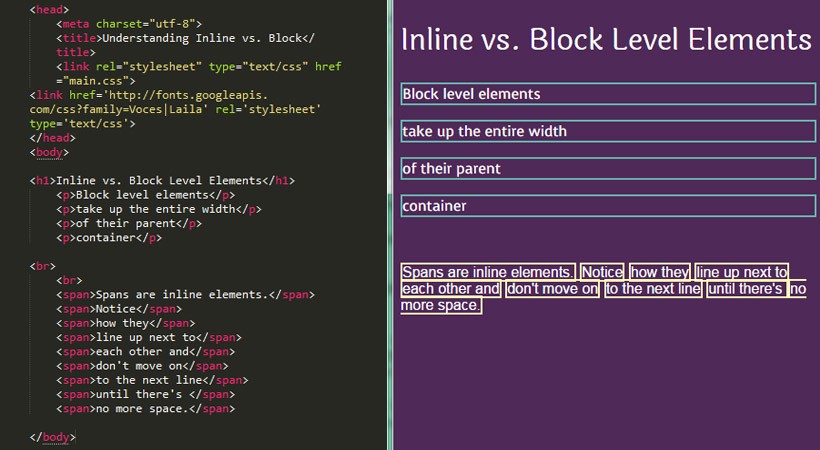 <head>
<meta charset="utf-8">
<title>Understanding Inline vs. Block</
title>
<link rel="stylesheet" type="text/css" href
="main.css">
<link href='http://fonts.googleapis.
com/css?family=Voces|Laila' rel='stylesheet'
type='text/css'>
</head>
<body>
<h1>Inline vs. Block Level Elements</h1>
<p>Block level elements</p>
<p>take up the entire width</p>
<p>of their parent</p>
<p>container</p>
<br>
<br>
<span>Spans are inline elements.</span>
<span>Notice</span>
<span>how they</span>
<span>line up next to</span>
<span>each other and</span>
<span>don't move on</span>
<span>to the next line</span>
<span>until there's </span>
<span>no more space.</span>
</body>
Inline vs. Block Level Elements
Block level elements
take up the entire width
of their parent
container
Spans are inline elements. Notice how they line up next to
each other and don't move on to the next line until there's no
more space.